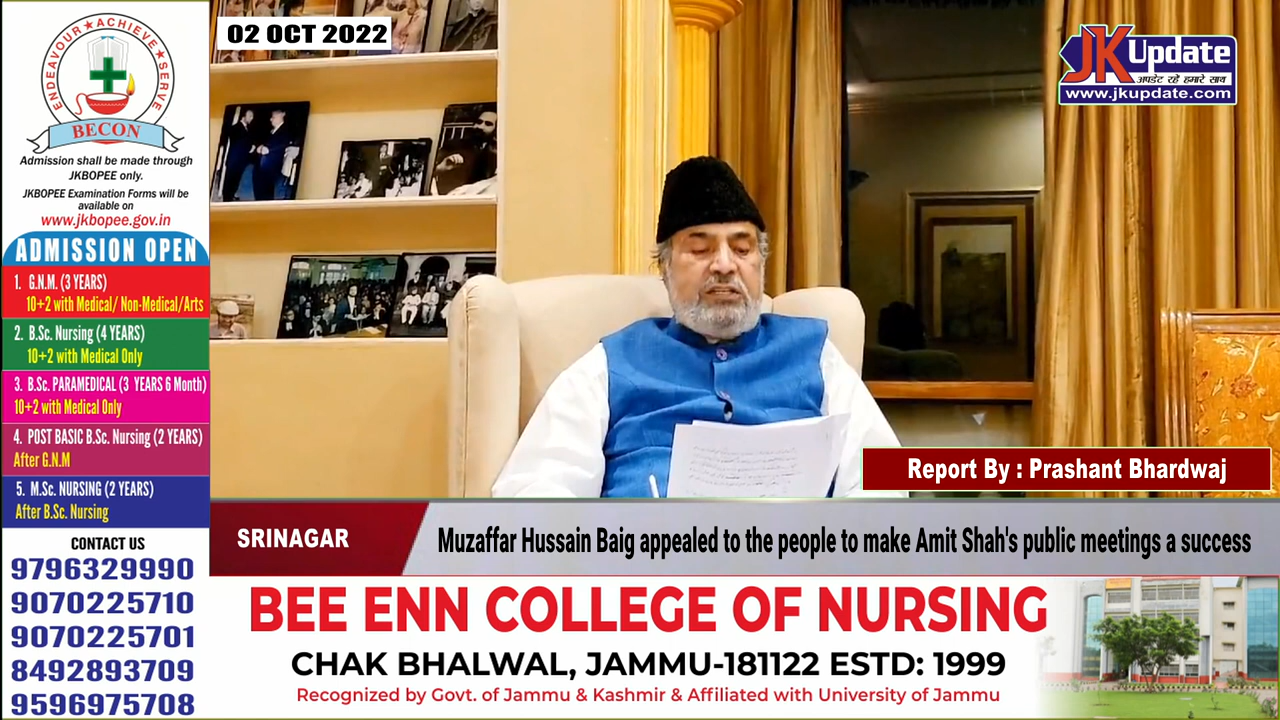 ENDEAVOUR★ACHIEVE★SERVE
BECON
Admission shall be made through
JKBOPEE only.
JKBOPEE Examination Forms will be
available on
www.jkbopee.gov.in
ADMISSION OPEN
1. G.N.M. (3 YEARS)
10+2 with Medical/ Non-Medical/Arts
2. B.Sc. Nursing (4 YEARS)
10+2 with Medical Only
3. B.Sc. PARAMEDICAL (3 YEARS 6 Month)
10+2 with Medical Only
4. POST BASIC B.Sc. Nursing (2 YEARS)
After G.N.M
5. M.Sc. NURSING (2 YEARS)
After B.Sc. Nursing
CONTACT US
9796329990
9070225710
9070225701
8492893709
9596975708
02 OCT 2022
JK Update
अपडेट रहें हमारे साथ
www.jkupdate.com
Report By : Prashant Bhardwaj
SRINAGAR
Muzaffar Hussain Baig appealed to the people to make Amit Shah's public meetings a success
BEE ENN COLLEGE OF NURSING
CHAK BHALWAL, JAMMU-181122 ESTD: 1999
Recognized by Govt. of Jammu & Kashmir & Affiliated with University of Jammu